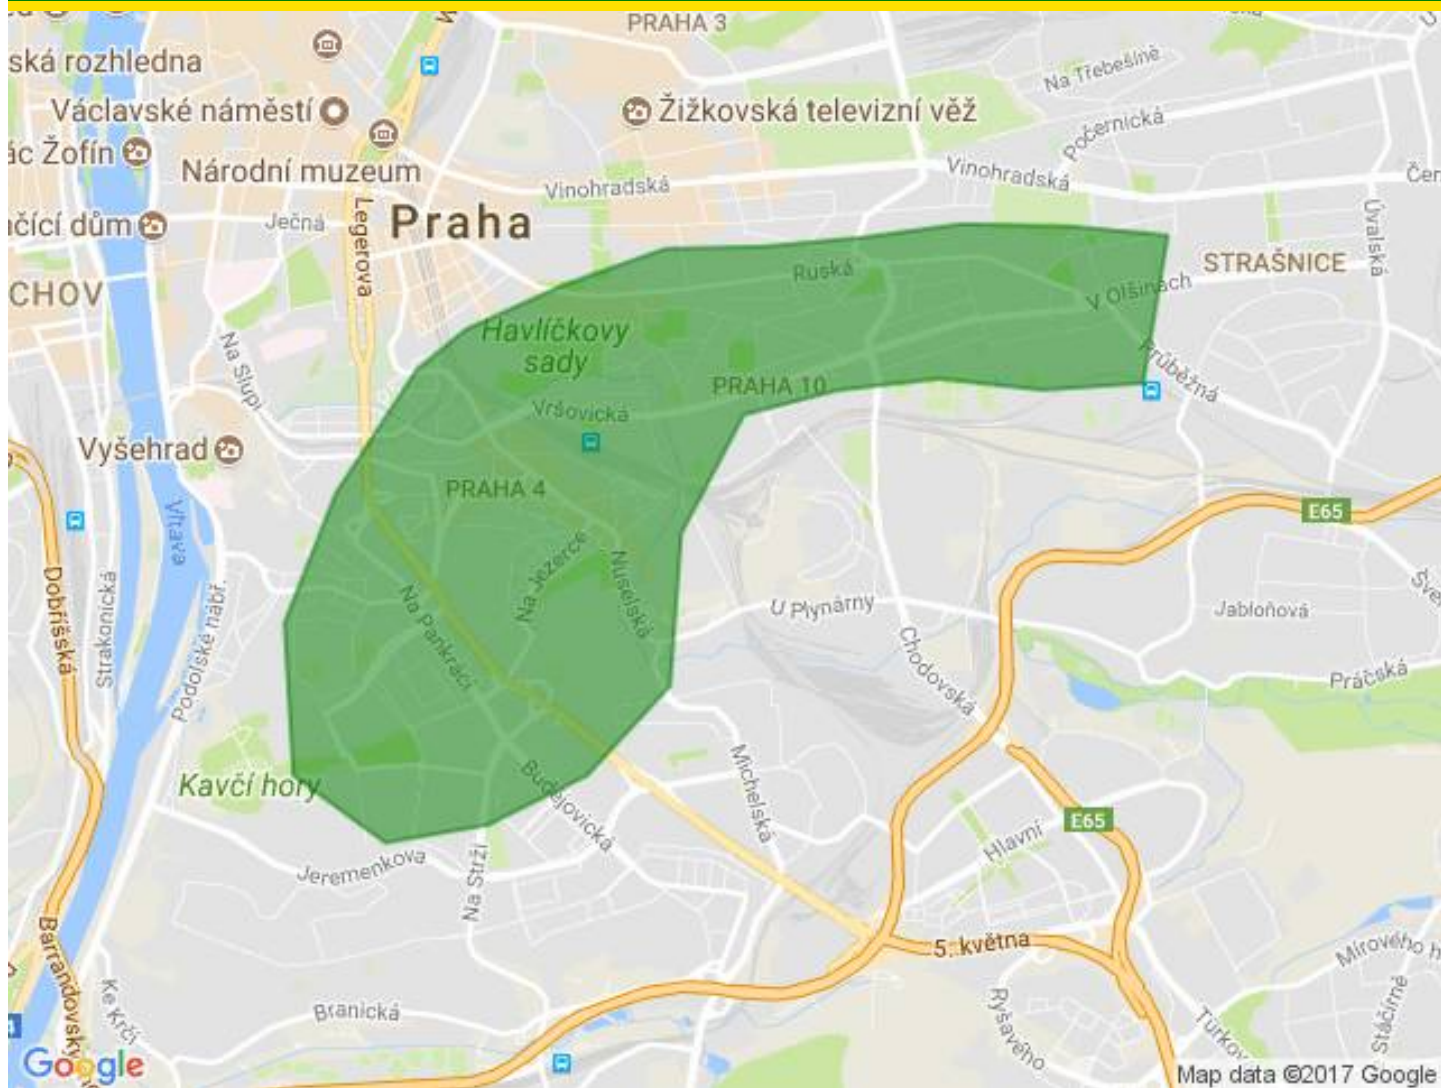 PRAHA 3
ská rozhledna
Na Třebešíně
Václavské náměstí
Žižkovská televizní věž
Počernická
ác Žofín
Národní muzeum
Vinohradská
Vinohradská
Čer
čící dům
Ječná
Legerova
Praha
Úvalská
Ruská
STRAŠNICE
CHOV
V Olšinách
Havlíčkovy
sady
Na Slupi
Průběžná
PRAHA 10
Vršovická
Vyšehrad
PRAHA 4
Vltava
E65
Na Jezerce
Nuselská
Dobříšská
Strakonická
Podolské nábř.
Na Pankráci
U Plynárny
Jabloňová
Chodovská
Práčská
Kavčí hory
Michelská
Budějovická
E65
Hlavní
Jeremenkova
Na Strži
5. května
Barrandovský
Mírového h
Ke Krči
Branická
Ryšavého
Türkov
Stáčírně
Google
Map data ©2017 Google